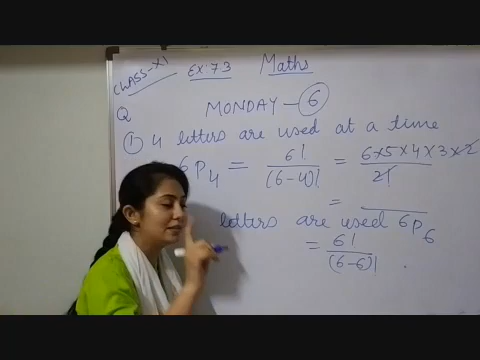 CLASS-XI Ex:7.3 Maths
Q MONDAY - 6
① 4 letters are used at a time
6P4 = 6! / (6-4)! = 6×5×4×3×2 / 2!
=
letters are used 6P6
= 6! / (6-6)!